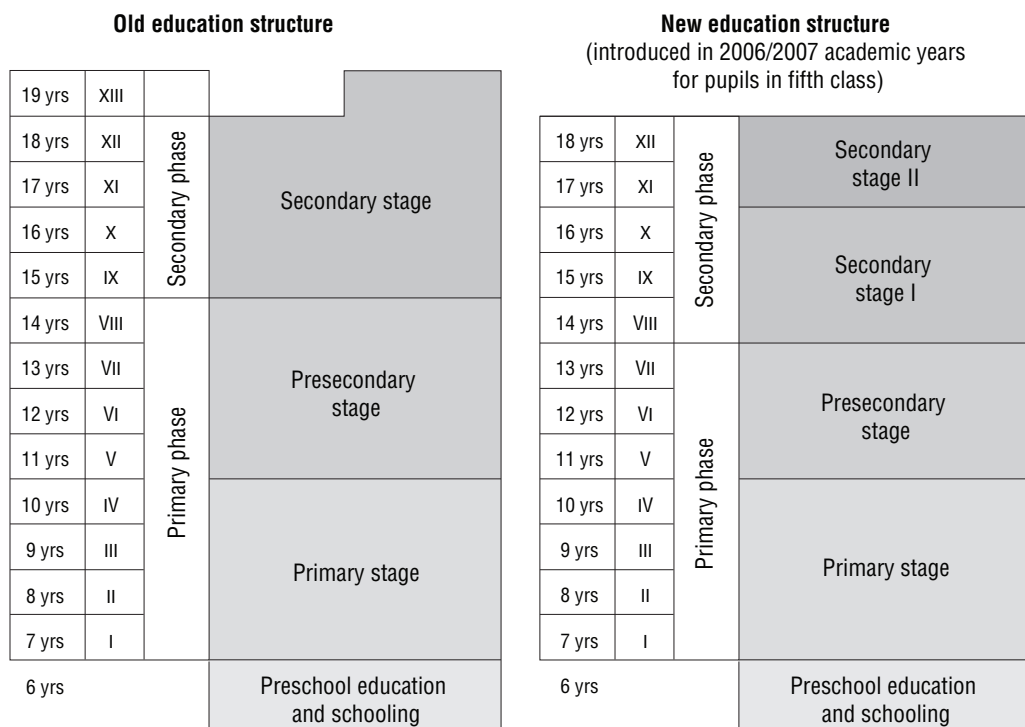 Old education structure
19 yrs XIII
18 yrs XII
17 yrs XI
16 yrs X
15 yrs IX
14 yrs VIII
13 yrs VII
12 yrs VI
11 yrs V
10 yrs IV
9 yrs III
8 yrs II
7 yrs I
6 yrs
Secondary phase
Primary phase
Secondary stage
Presecondary
stage
Primary stage
Preschool education
and schooling
New education structure
(introduced in 2006/2007 academic years
for pupils in fifth class)
18 yrs XII
17 yrs XI
16 yrs X
15 yrs IX
14 yrs VIII
13 yrs VII
12 yrs VI
11 yrs V
10 yrs IV
9 yrs III
8 yrs II
7 yrs I
6 yrs
Secondary phase
Primary phase
Secondary
stage II
Secondary
stage I
Presecondary
stage
Primary stage
Preschool education
and schooling